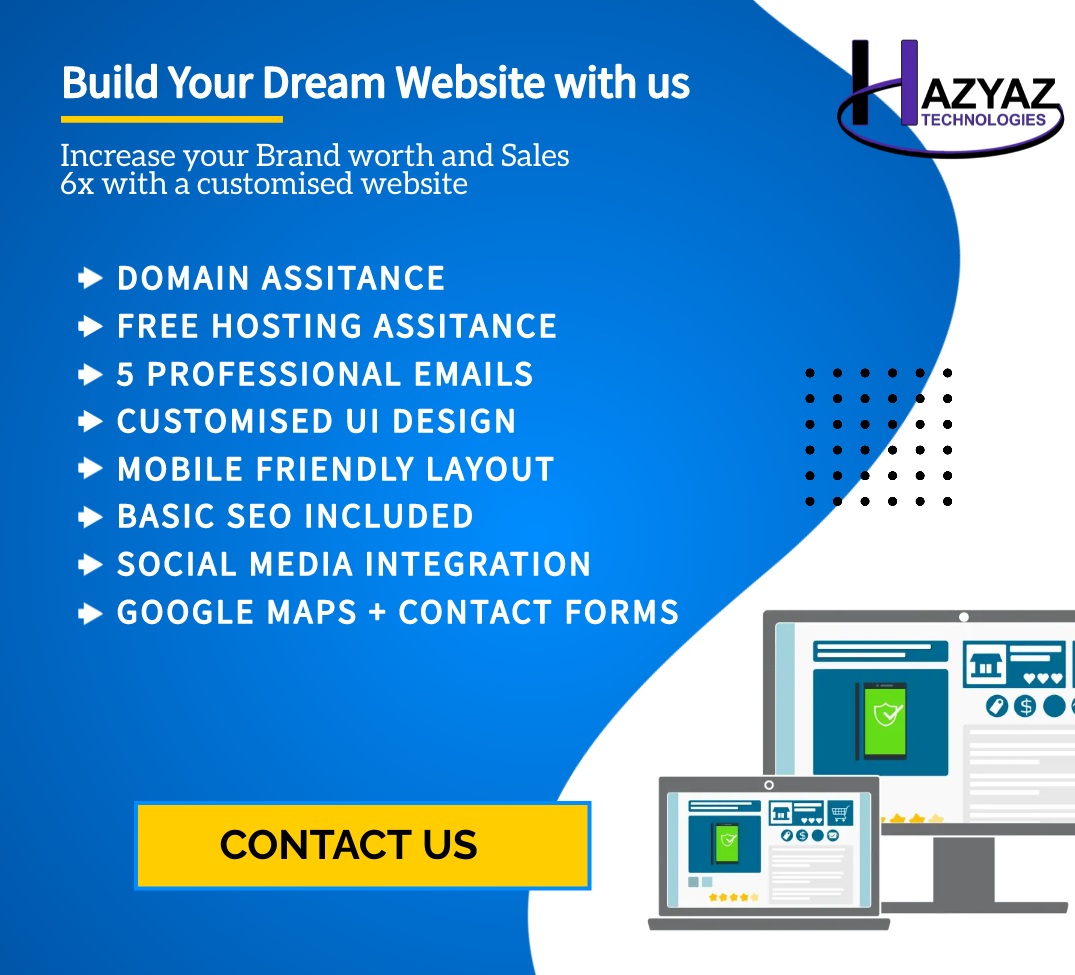 Build Your Dream Website with us
HAZYAZ
TECHNOLOGIES
Increase your Brand worth and Sales
6x with a customised website
DOMAIN ASSITANCE
FREE HOSTING ASSITANCE
5 PROFESSIONAL EMAILS
CUSTOMISED UI DESIGN
MOBILE FRIENDLY LAYOUT
BASIC SEO INCLUDED
SOCIAL MEDIA INTEGRATION
GOOGLE MAPS + CONTACT FORMS
$
$
CONTACT US